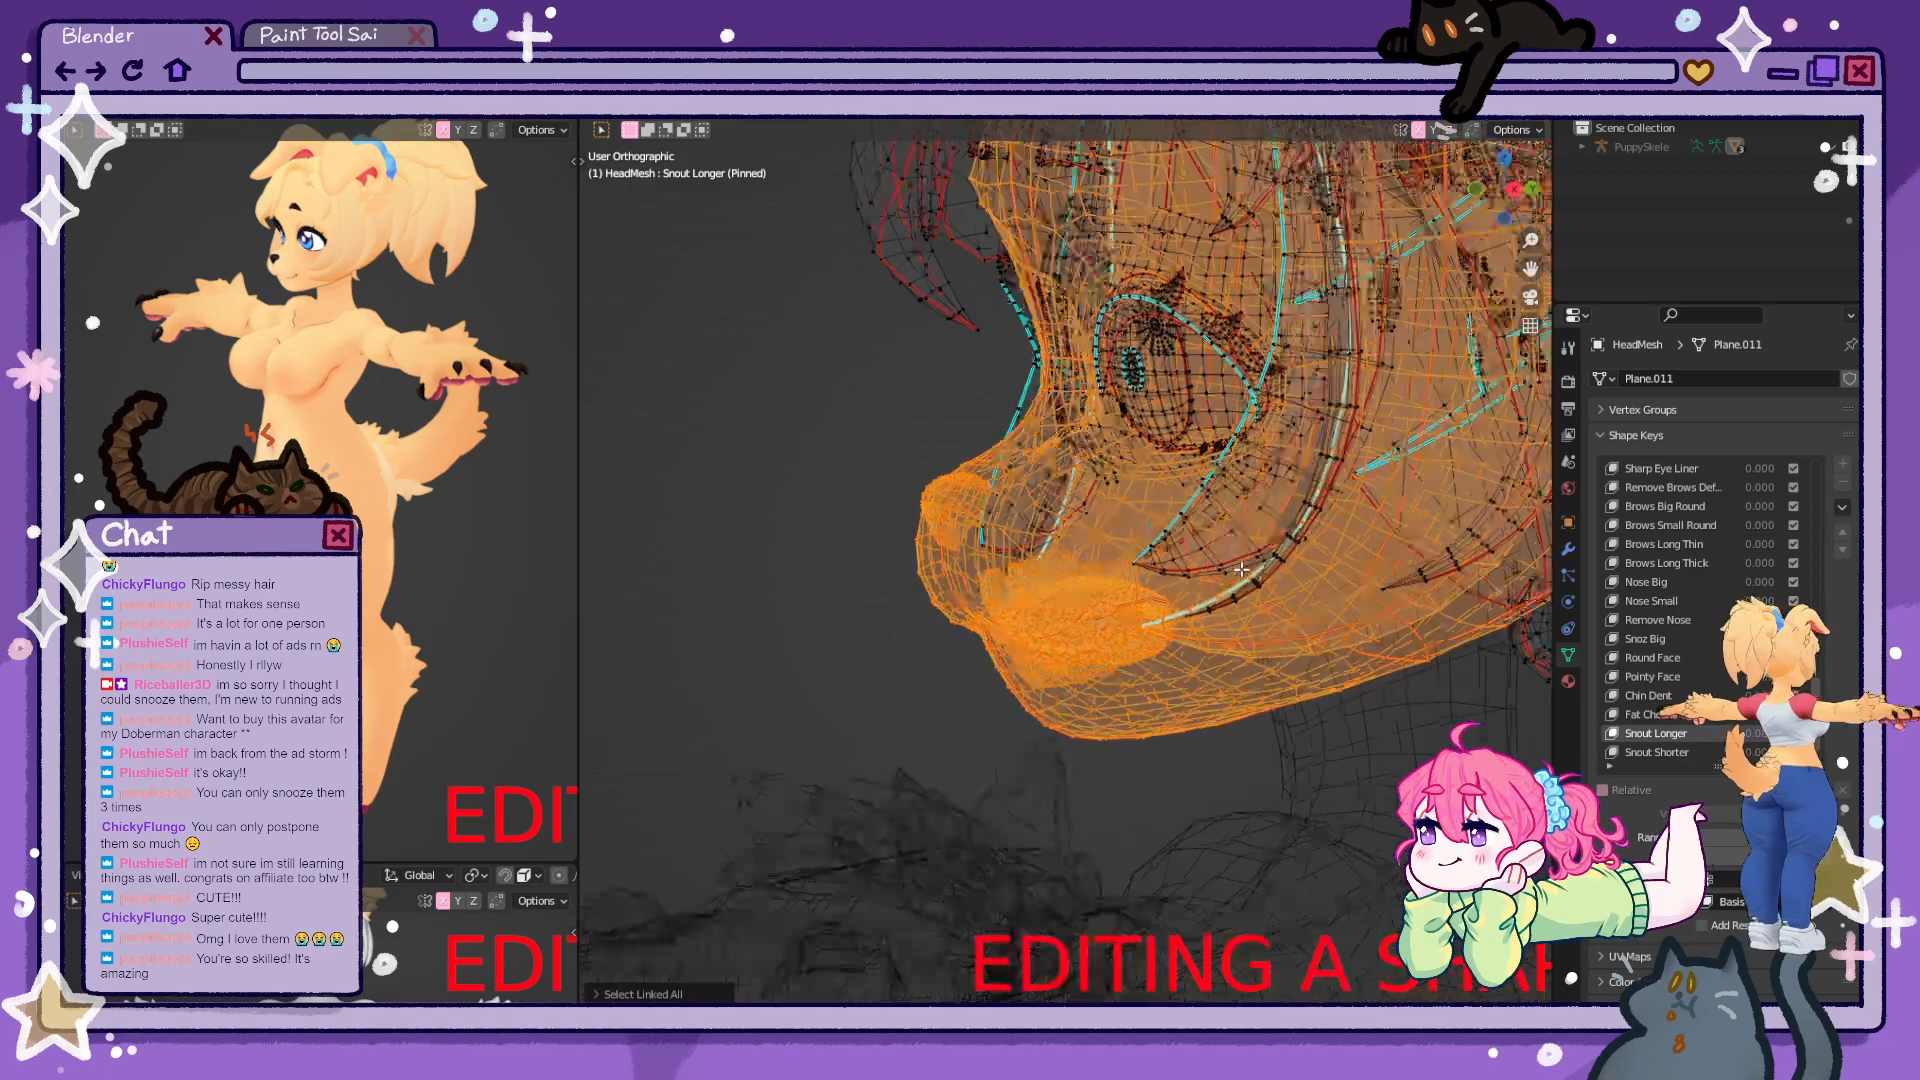 Blender
Paint Tool Sai
Y Z
Options
Options
User Orthographic
(1) HeadMesh : Snout Longer (Pinned)
Scene Collection
PuppySkele
HeadMesh
Plane.011
Plane.011
Vertex Groups
Shape Keys
Sharp Eye Liner 0.000
Remove Brows Def... 0.000
Brows Big Round 0.000
Brows Small Round 0.000
Brows Long Thin 0.000
Brows Long Thick 0.000
Nose Big 0.000
Nose Small
Remove Nose
Snoz Big
Round Face
Pointy Face
Chin Dent
Fat
Snout Longer
Snout Shorter
Relative
Basis
UV Maps
Chat
ChickyFlungo Rip messy hair
That makes sense
It's a lot for one person
PlushieSelf im havin a lot of ads rn 😭
Honestly I rllyw
Riceballer3D im so sorry I thought I
could snooze them, I'm new to running ads
Want to buy this avatar for
my Doberman character **
PlushieSelf im back from the ad storm !
PlushieSelf it's okay!!
You can only snooze them
3 times
ChickyFlungo You can only postpone
them so much 😔
PlushieSelf im not sure im still learning
things as well. congrats on affiliate too btw !!
CUTE!!!
ChickyFlungo Super cute!!!!
Omg I love them 😭😭😭
You're so skilled! It's
amazing
EDIT
Global
X Y Z
Options
EDIT
Select Linked All
EDITING A SHA